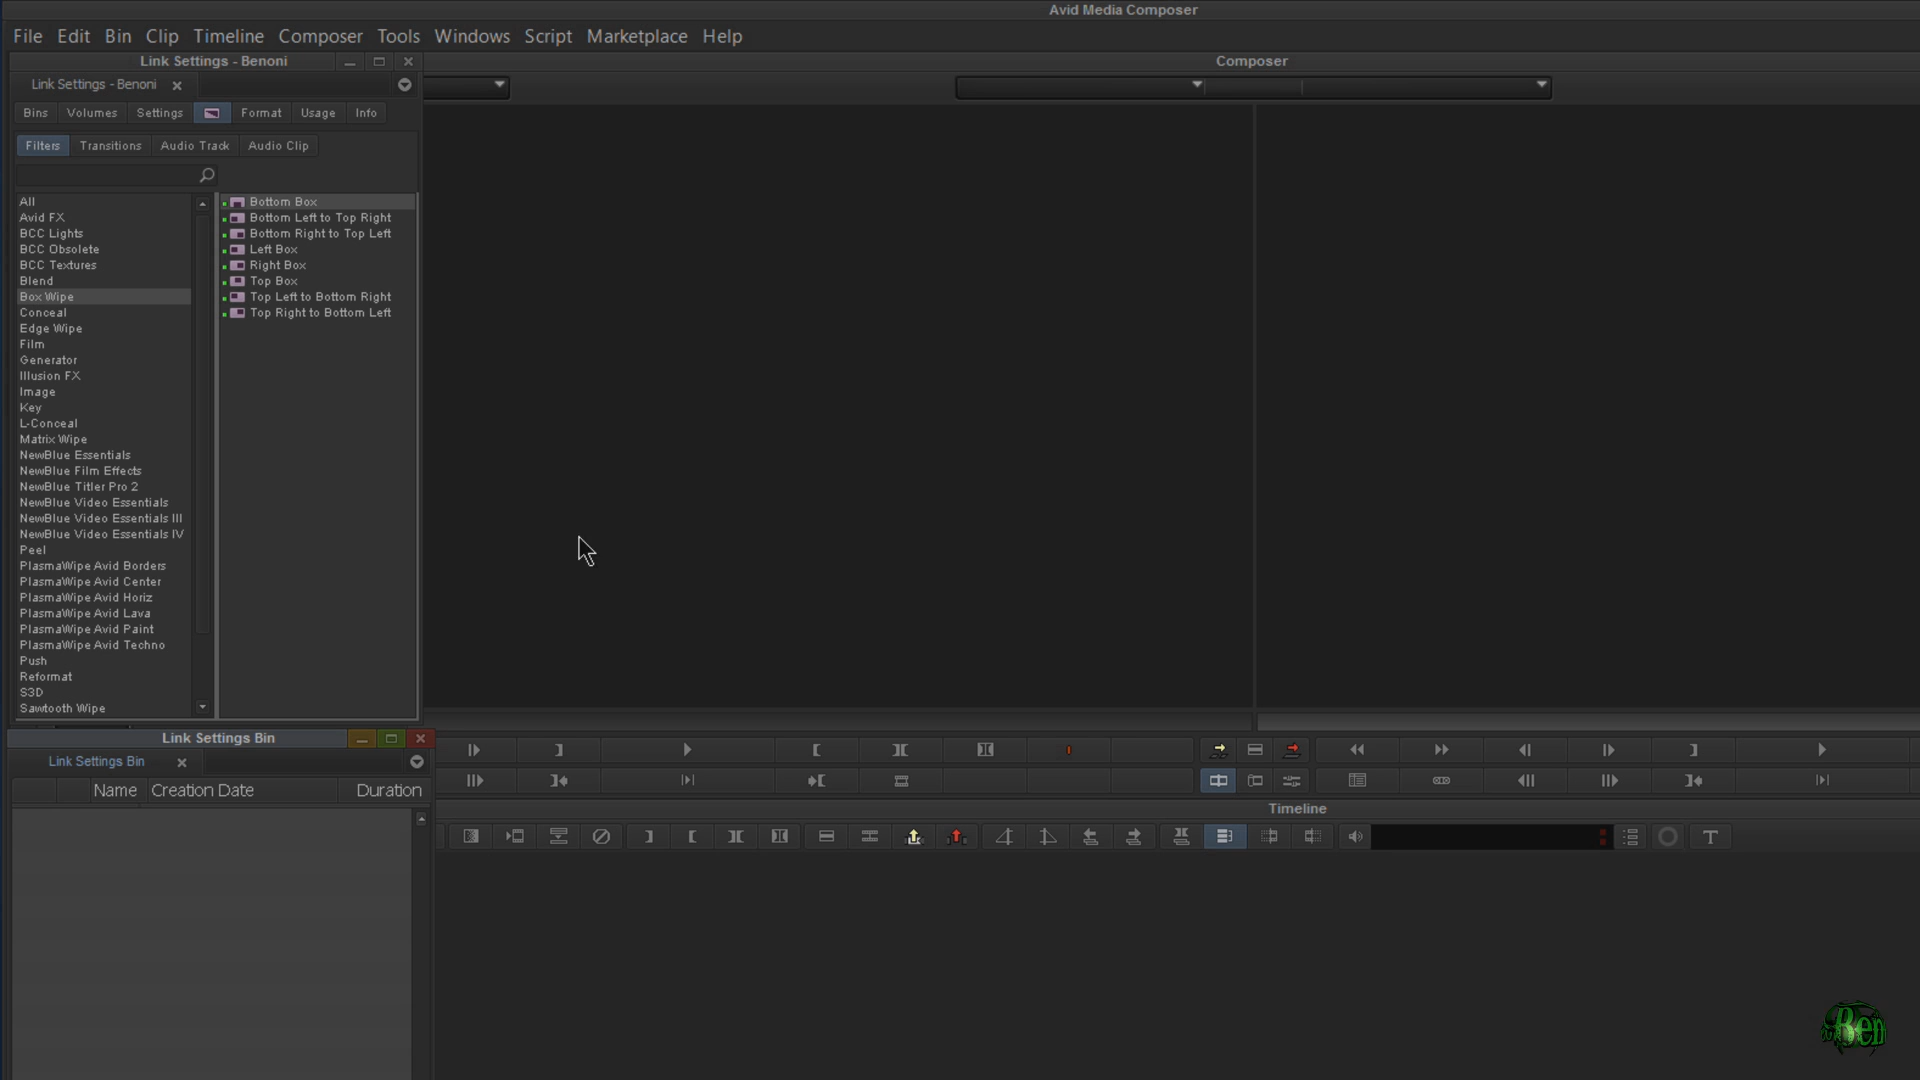 Avid Media Composer
File Edit Bin Clip Timeline Composer Tools Windows Script Marketplace Help
Link Settings - Benoni
Composer
Link Settings - Benoni
Bins Volumes Settings Format Usage Info
Filters Transitions Audio Track Audio Clip
All
Avid FX
BCC Lights
BCC Obsolete
BCC Textures
Blend
Box Wipe
Conceal
Edge Wipe
Film
Generator
Illusion FX
Image
Key
L-Conceal
Matrix Wipe
NewBlue Essentials
NewBlue Film Effects
NewBlue Titler Pro 2
NewBlue Video Essentials
NewBlue Video Essentials III
NewBlue Video Essentials IV
Peel
PlasmaWipe Avid Borders
PlasmaWipe Avid Center
PlasmaWipe Avid Horiz
PlasmaWipe Avid Lava
PlasmaWipe Avid Paint
PlasmaWipe Avid Techno
Push
Reformat
S3D
Sawtooth Wipe
Bottom Box
Bottom Left to Top Right
Bottom Right to Top Left
Left Box
Right Box
Top Box
Top Left to Bottom Right
Top Right to Bottom Left
Link Settings Bin
Link Settings Bin
Name Creation Date Duration
Timeline
T
Ben